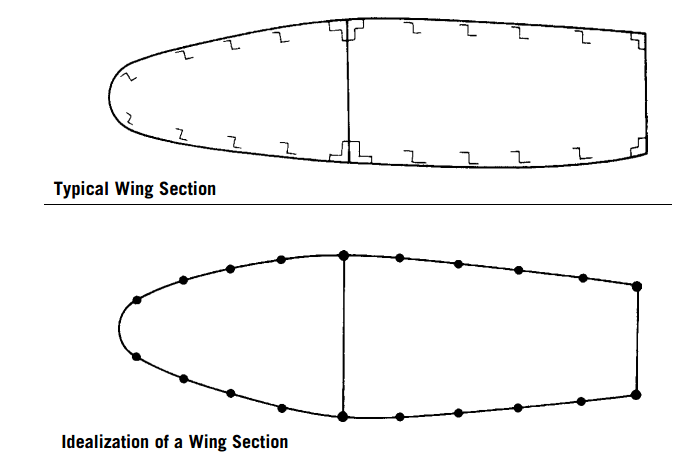 Typical Wing Section
Idealization of a Wing Section